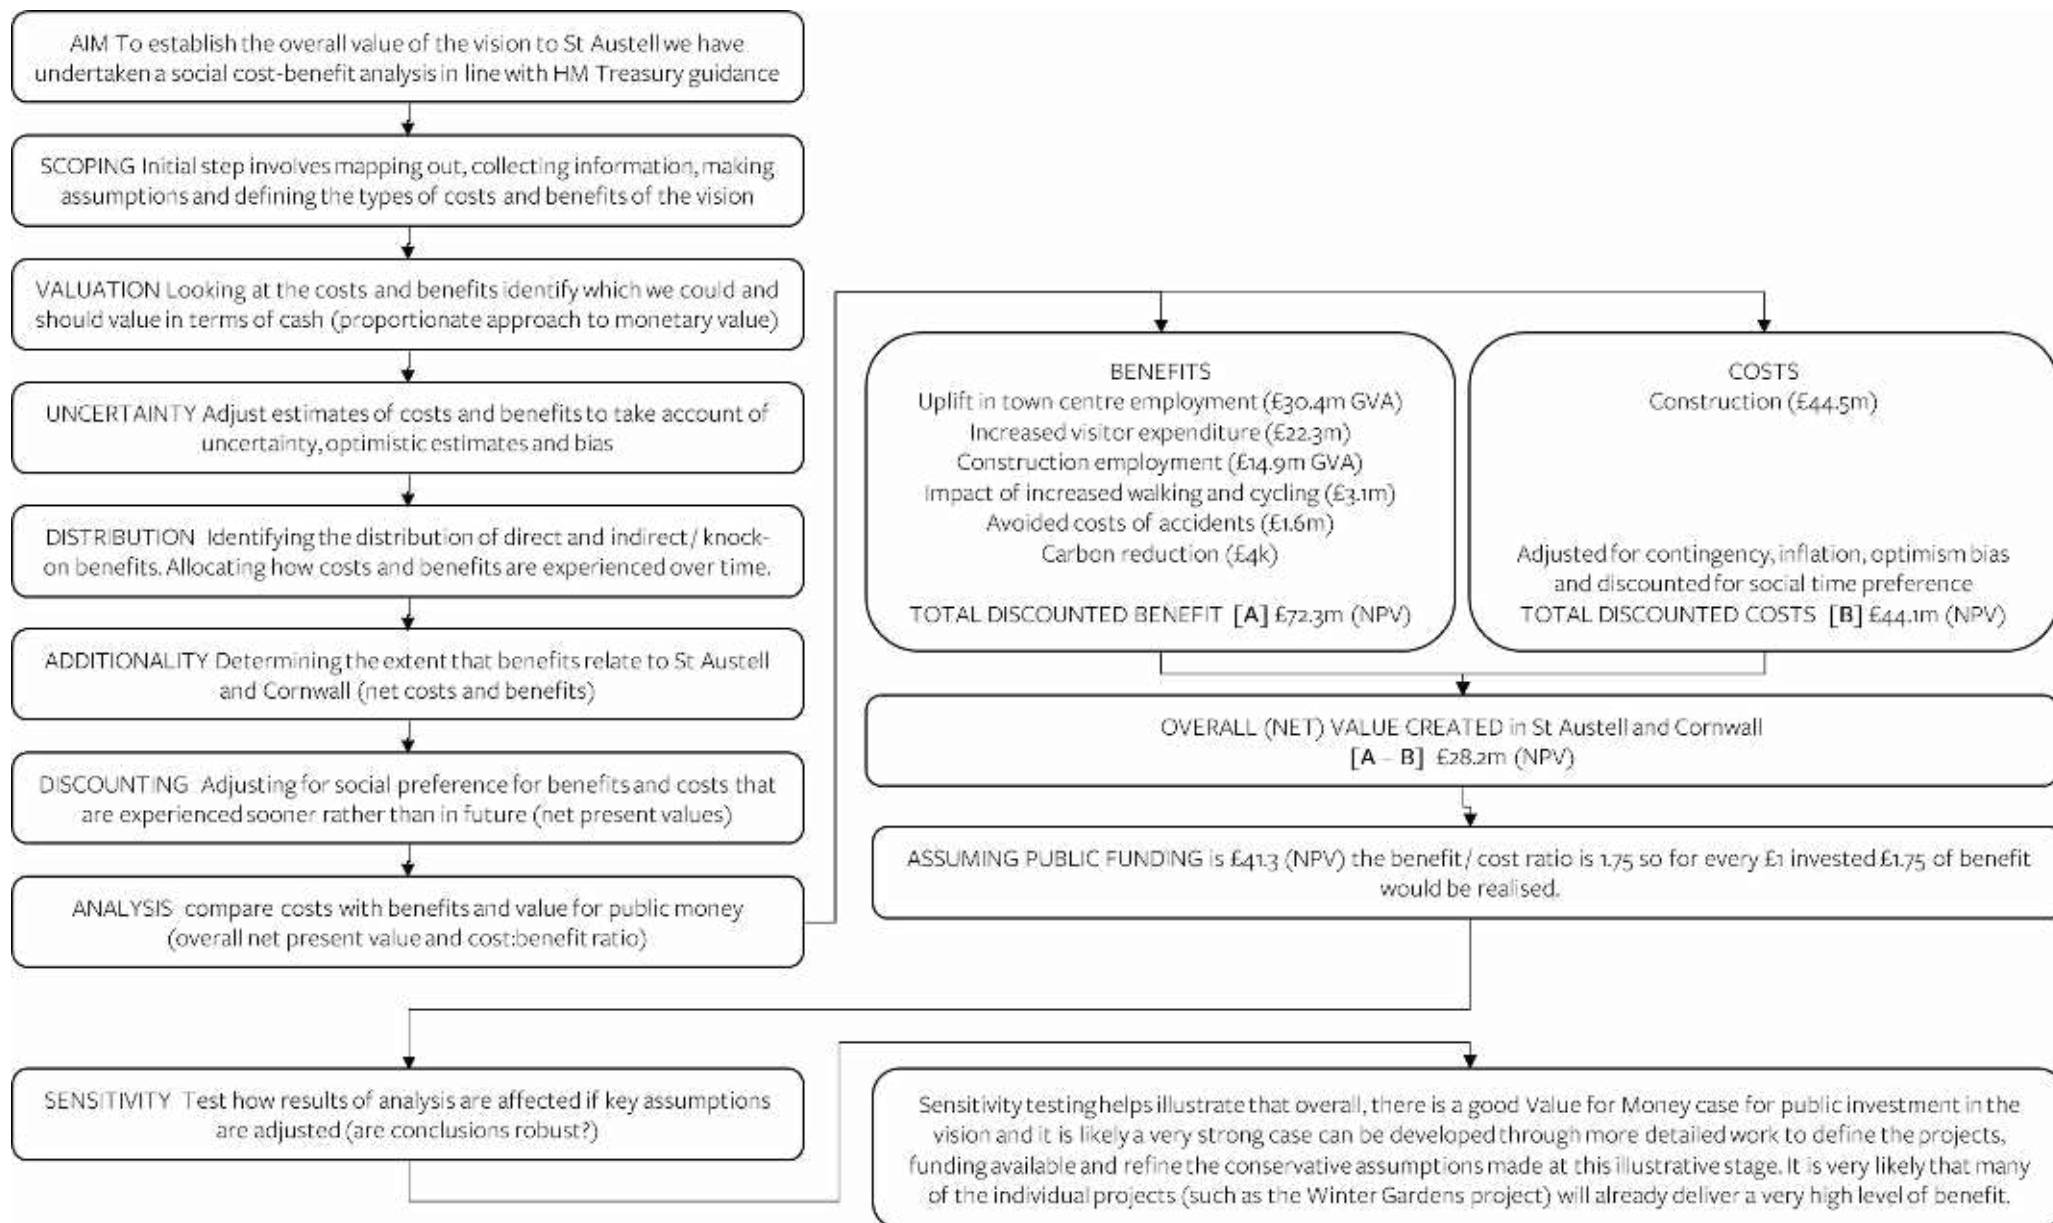 AIM To establish the overall value of the vision to St Austell we have
undertaken a social cost-benefit analysis in line with HM Treasury guidance
SCOPING Initial step involves mapping out, collecting information, making
assumptions and defining the types of costs and benefits of the vision
VALUATION Looking at the costs and benefits identify which we could and
should value in terms of cash (proportionate approach to monetary value)
UNCERTAINTY Adjust estimates of costs and benefits to take account of
uncertainty, optimistic estimates and bias
DISTRIBUTION Identifying the distribution of direct and indirect/ knock-
on benefits. Allocating how costs and benefits are experienced over time.
ADDITIONALITY Determining the extent that benefits relate to St Austell
and Cornwall (net costs and benefits)
DISCOUNTING Adjusting for social preference for benefits and costs that
are experienced sooner rather than in future (net present values)
ANALYSIS compare costs with benefits and value for public money
(overall net present value and cost:benefit ratio)
BENEFITS
Uplift in town centre employment (£30.4m GVA)
Increased visitor expenditure (£22.3m)
Construction employment (£14.9m GVA)
Impact of increased walking and cycling (£3.1m)
Avoided costs of accidents (£1.6m)
Carbon reduction (£4k)
TOTAL DISCOUNTED BENEFIT [A] £72.3m (NPV)
COSTS
Construction (£44.5m)
Adjusted for contingency, inflation, optimism bias
and discounted for social time preference
TOTAL DISCOUNTED COSTS [B] £44.1m (NPV)
OVERALL (NET) VALUE CREATED in St Austell and Cornwall
[A – B] £28.2m (NPV)
ASSUMING PUBLIC FUNDING is £41.3 (NPV) the benefit/ cost ratio is 1.75 so for every £1 invested £1.75 of benefit
would be realised.
SENSITIVITY Test how results of analysis are affected if key assumptions
are adjusted (are conclusions robust?)
Sensitivity testing helps illustrate that overall, there is a good Value for Money case for public investment in the
vision and it is likely a very strong case can be developed through more detailed work to define the projects,
funding available and refine the conservative assumptions made at this illustrative stage. It is very likely that many
of the individual projects (such as the Winter Gardens project) will already deliver a very high level of benefit.